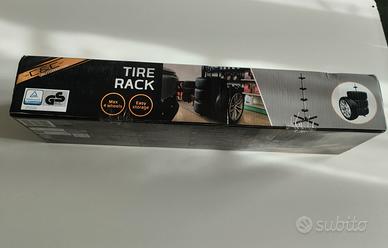 TIRE
RACK
Max
4 wheels
Easy
storage
GS
subito